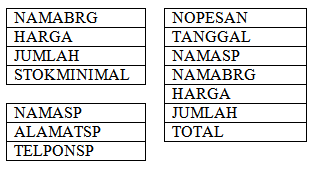 NAMABRG
HARGA
JUMLAH
STOKMINIMAL
NAMASP
ALAMATSP
TELPONSP
NOPESAN
TANGGAL
NAMASP
NAMABRG
HARGA
JUMLAH
TOTAL